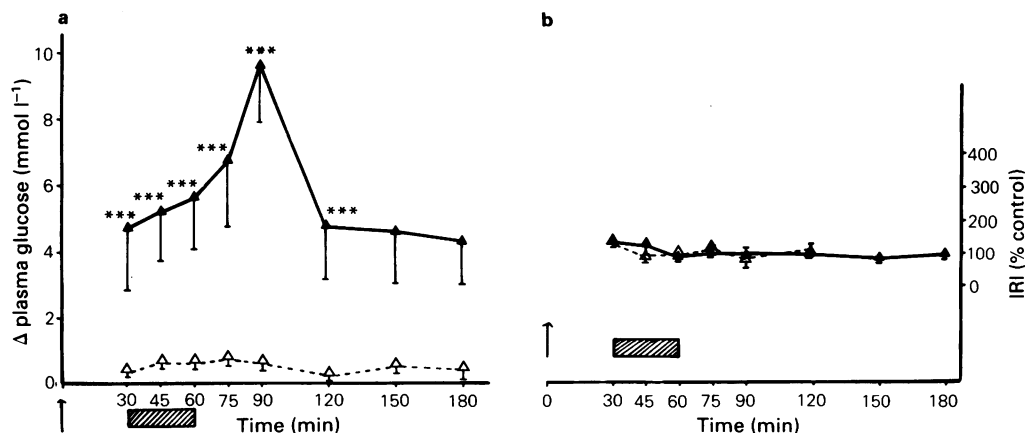 a
Δ plasma glucose (mmol l⁻¹)
10
8
6
4
2
0
***
***
***
***
***
***
30 45 60 75 90 120 150 180
Time (min)
b
400
300
200
100
0
IRI (% control)
0 30 45 60 75 90 120 150 180
Time (min)